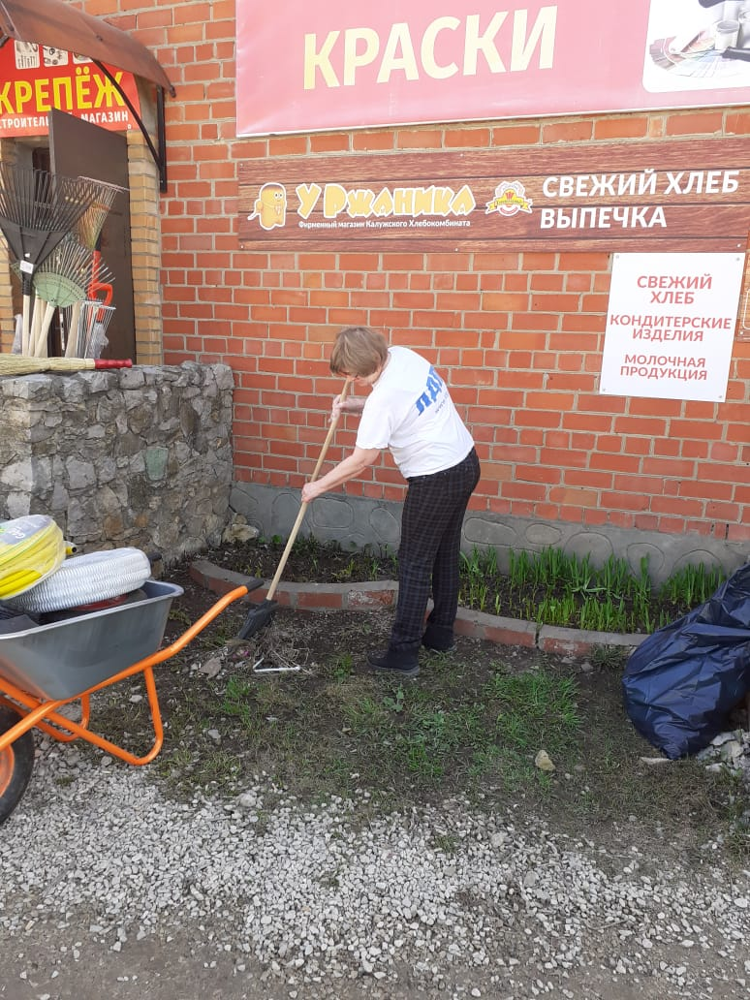 КРАСКИ
КРЕПЁЖ
СТРОИТЕЛЬНЫЙ МАГАЗИН
У РЖАНИКА
Фирменный магазин Калужского Хлебокомбината
СВЕЖИЙ ХЛЕБ
ВЫПЕЧКА
СВЕЖИЙ
ХЛЕБ
КОНДИТЕРСКИЕ
ИЗДЕЛИЯ
МОЛОЧНАЯ
ПРОДУКЦИЯ